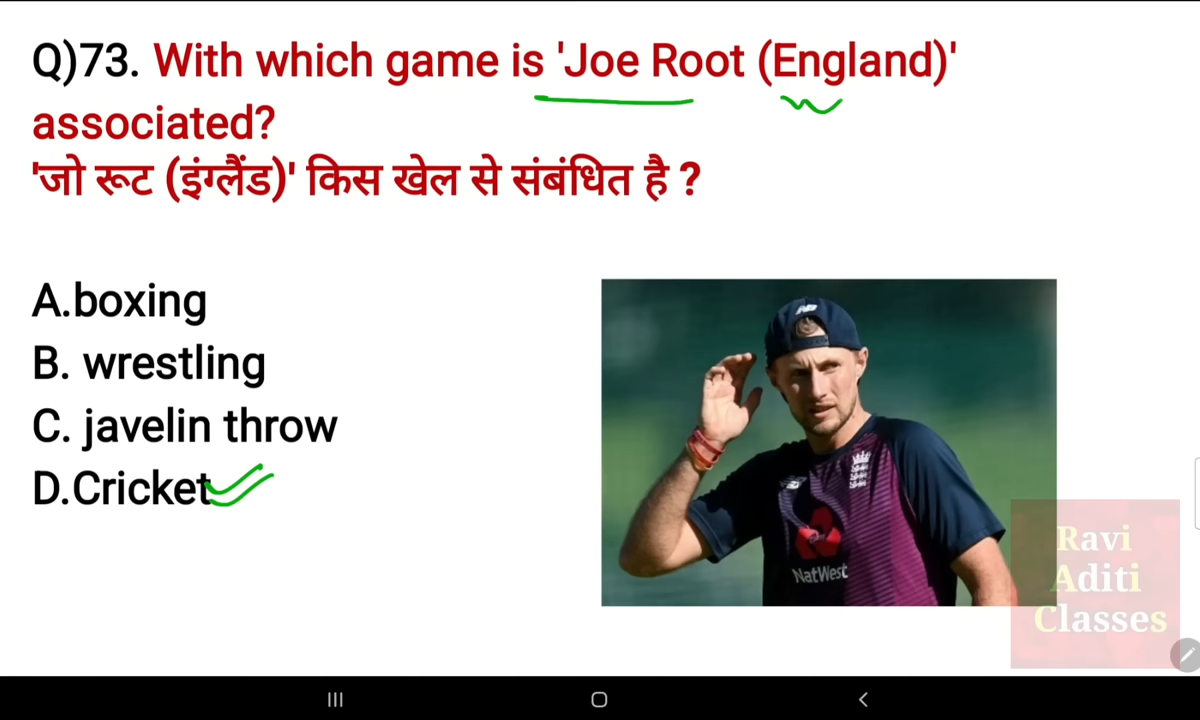 Q)73. With which game is 'Joe Root (England)'
associated?
'जो रूट (इंग्लैंड)' किस खेल से संबंधित है ?
A.boxing
B. wrestling
C. javelin throw
D.Cricket
NatWest
Ravi
Aditi
Classes